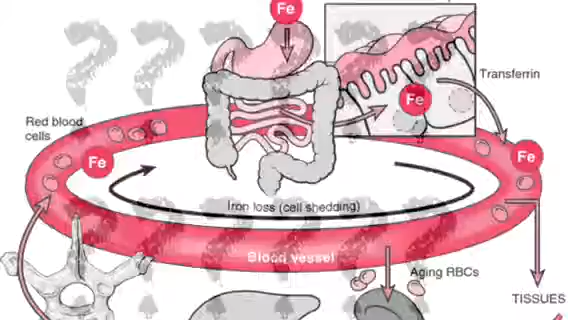 Fe
Transferrin
Fe
Red blood
cells
Fe
Fe
Iron loss (cell shedding)
Blood vessel
Aging RBCs
TISSUES